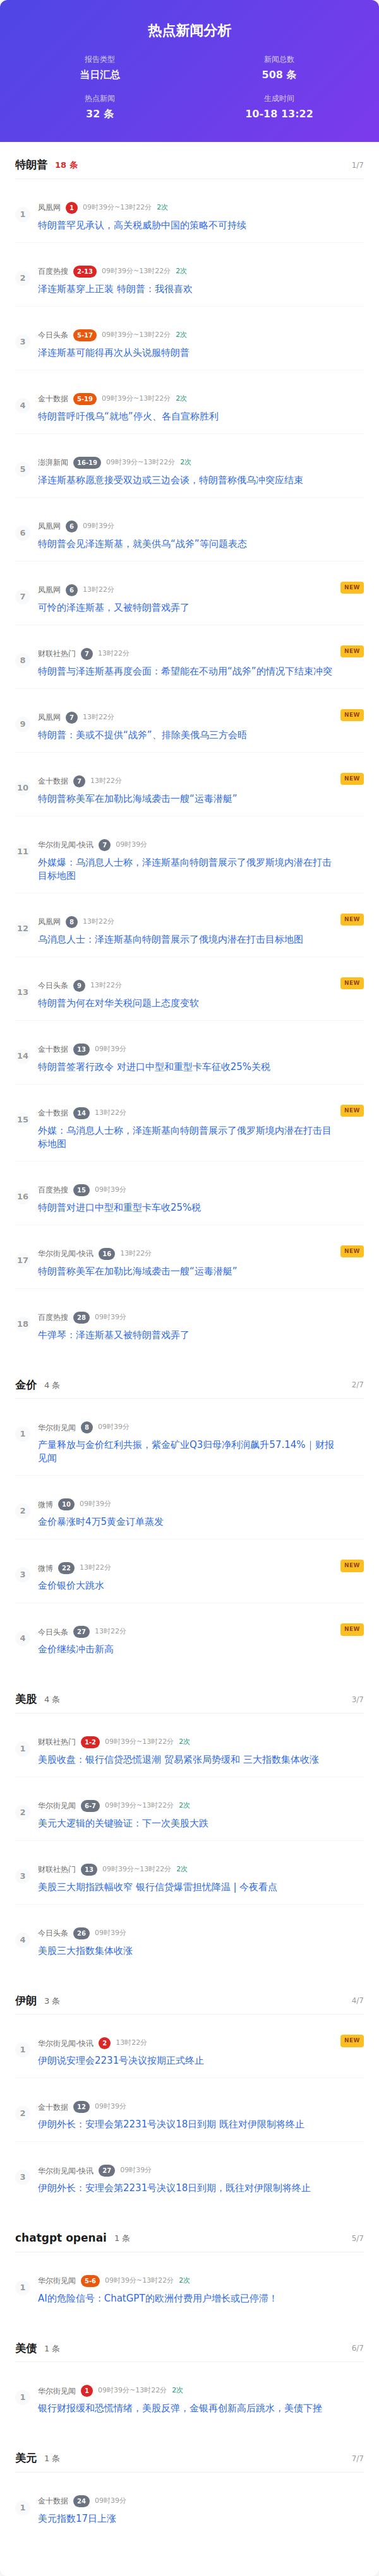 热点新闻分析
报告类型
新闻总数
当日汇总
508 条
热点新闻
生成时间
32 条
10-18 13:22
特朗普 18 条 1/7
1
凤凰网 1 09时39分~13时22分 2次
特朗普罕见承认，高关税威胁中国的策略不可持续
2
百度热搜 2-13 09时39分~13时22分 2次
泽连斯基穿上正装 特朗普：我很喜欢
3
今日头条 5-17 09时39分~13时22分 2次
泽连斯基可能得再次从头说服特朗普
4
金十数据 5-19 09时39分~13时22分 2次
特朗普呼吁俄乌“就地”停火、各自宣称胜利
5
澎湃新闻 16-19 09时39分~13时22分 2次
泽连斯基称愿意接受双边或三边会谈，特朗普称俄乌冲突应结束
6
凤凰网 6 09时39分
特朗普会见泽连斯基，就美供乌“战斧”等问题表态
7
凤凰网 6 13时22分 NEW
可怜的泽连斯基，又被特朗普戏弄了
8
财联社热门 7 13时22分 NEW
特朗普与泽连斯基再度会面：希望能在不动用“战斧”的情况下结束冲突
9
凤凰网 7 13时22分 NEW
特朗普：美或不提供“战斧”、排除美俄乌三方会晤
10
金十数据 7 13时22分 NEW
特朗普称美军在加勒比海域袭击一艘“运毒潜艇”
11
华尔街见闻-快讯 7 09时39分
外媒爆：乌消息人士称，泽连斯基向特朗普展示了俄罗斯境内潜在打击
目标地图
12
凤凰网 8 13时22分 NEW
乌消息人士：泽连斯基向特朗普展示了俄境内潜在打击目标地图
13
今日头条 9 13时22分 NEW
特朗普为何在对华关税问题上态度变软
14
金十数据 13 09时39分
特朗普签署行政令 对进口中型和重型卡车征收25%关税
15
金十数据 14 13时22分 NEW
外媒：乌消息人士称，泽连斯基向特朗普展示了俄罗斯境内潜在打击目
标地图
16
百度热搜 15 09时39分
特朗普对进口中型和重型卡车收25%税
17
华尔街见闻-快讯 16 13时22分 NEW
特朗普称美军在加勒比海域袭击一艘“运毒潜艇”
18
百度热搜 28 09时39分
牛弹琴：泽连斯基又被特朗普戏弄了
金价 4 条 2/7
1
华尔街见闻 8 09时39分
产量释放与金价红利共振，紫金矿业Q3归母净利润飙升57.14%｜财报
见闻
2
微博 10 09时39分
金价暴涨时4万5黄金订单蒸发
3
微博 22 13时22分 NEW
金价银价大跳水
4
今日头条 27 13时22分 NEW
金价继续冲击新高
美股 4 条 3/7
1
财联社热门 1-2 09时39分~13时22分 2次
美股收盘：银行信贷恐慌退潮 贸易紧张局势缓和 三大指数集体收涨
2
华尔街见闻 6-7 09时39分~13时22分 2次
美元大逻辑的关键验证：下一次美股大跌
3
财联社热门 13 09时39分~13时22分 2次
美股三大期指跌幅收窄 银行信贷爆雷担忧降温 | 今夜看点
4
今日头条 26 09时39分
美股三大指数集体收涨
伊朗 3 条 4/7
1
华尔街见闻-快讯 2 13时22分 NEW
伊朗说安理会2231号决议按期正式终止
2
金十数据 12 09时39分
伊朗外长：安理会第2231号决议18日到期 既往对伊限制将终止
3
华尔街见闻-快讯 27 09时39分
伊朗外长：安理会第2231号决议18日到期，既往对伊限制将终止
chatgpt openai 1 条 5/7
1
华尔街见闻 5-6 09时39分~13时22分 2次
AI的危险信号：ChatGPT的欧洲付费用户增长或已停滞！
美债 1 条 6/7
1
华尔街见闻 1 09时39分~13时22分 2次
银行财报缓和恐慌情绪，美股反弹，金银再创新高后跳水，美债下挫
美元 1 条 7/7
1
金十数据 24 09时39分
美元指数17日上涨